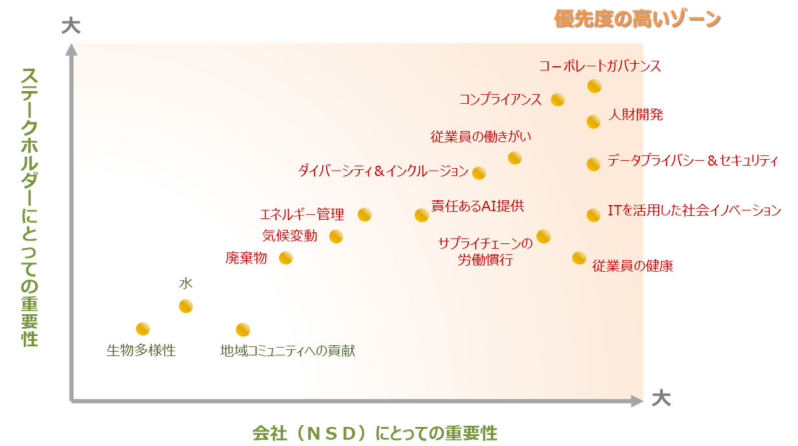 優先度の高いゾーン
大
コーポレートガバナンス
コンプライアンス
人財開発
従業員の働きがい
データプライバシー＆セキュリティ
ダイバーシティ＆インクルージョン
責任あるAI提供
ITを活用した社会イノベーション
エネルギー管理
気候変動
サプライチェーンの
労働慣行
廃棄物
従業員の健康
水
生物多様性
地域コミュニティへの貢献
ステークホルダーにとっての重要性
大
会社（ＮＳＤ）にとっての重要性